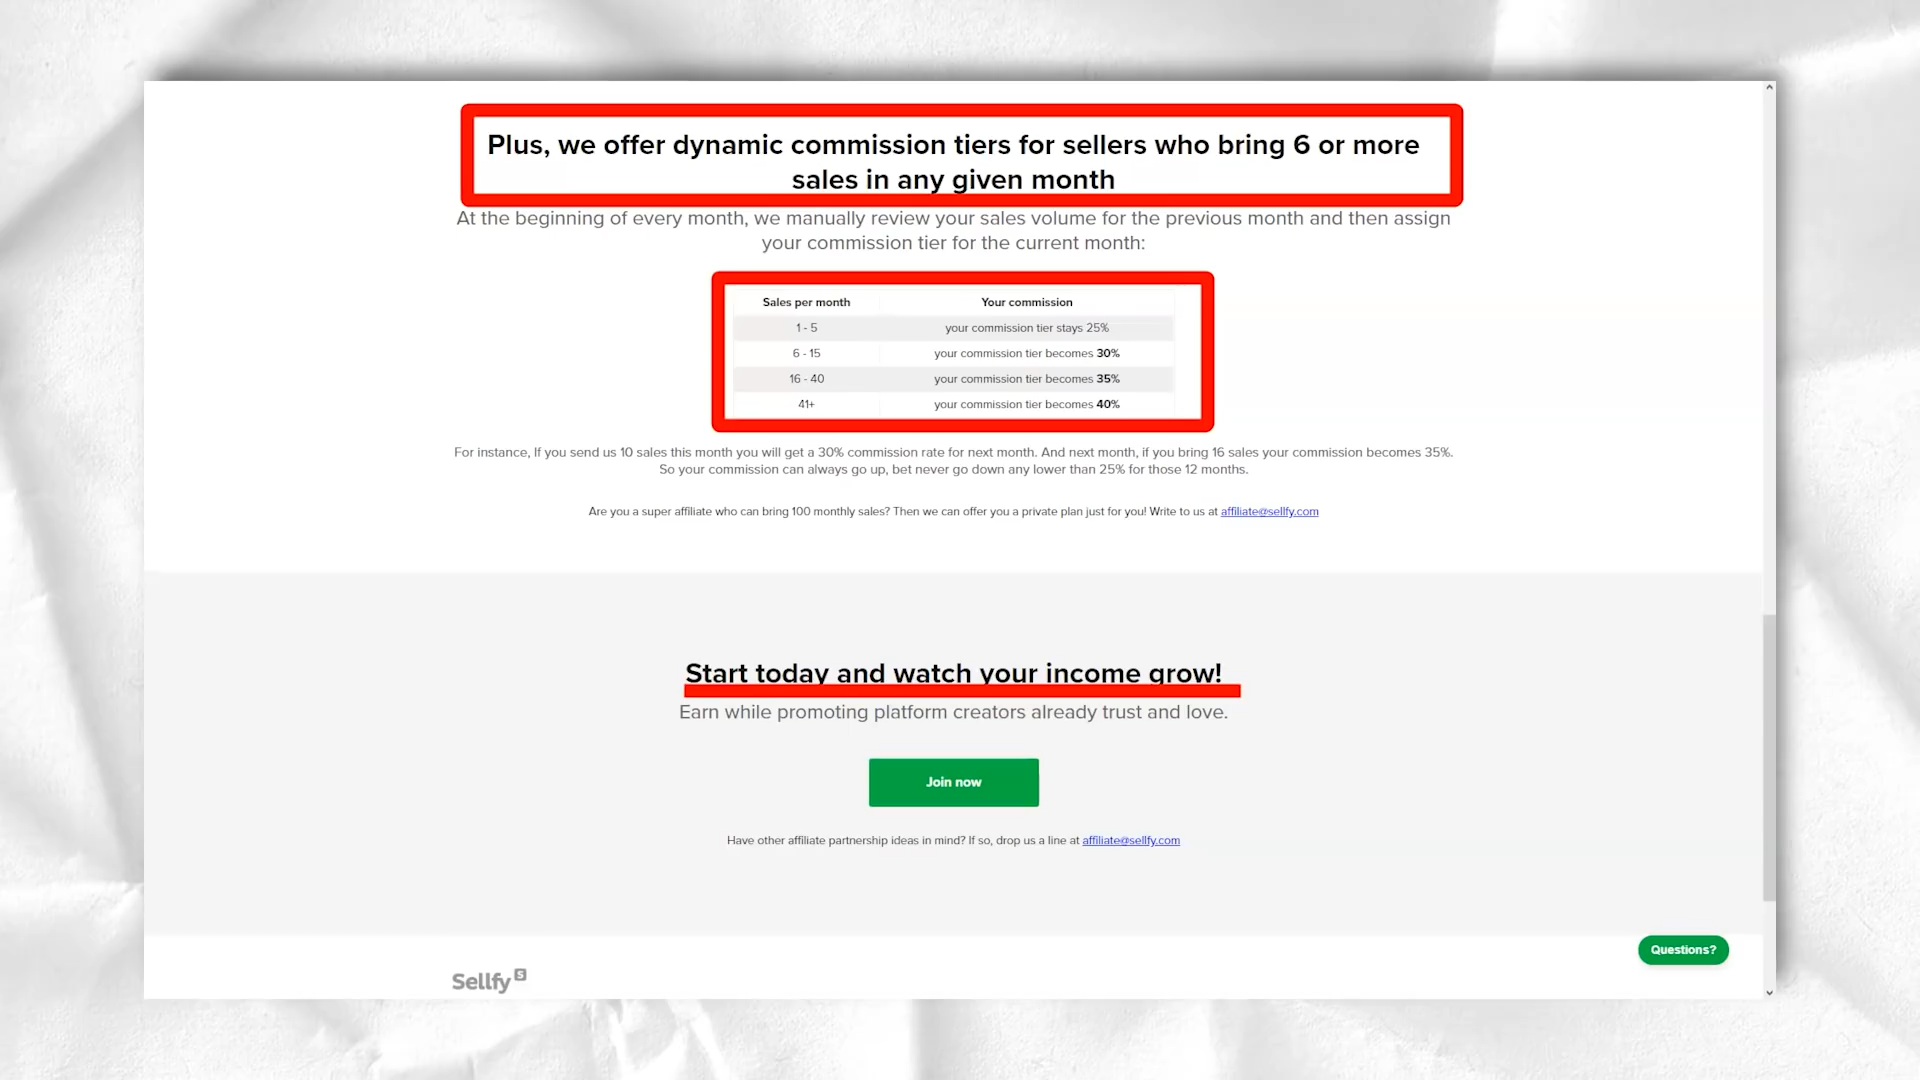 Plus, we offer dynamic commission tiers for sellers who bring 6 or more
sales in any given month
At the beginning of every month, we manually review your sales volume for the previous month and then assign
your commission tier for the current month:
Sales per month Your commission
1 - 5 your commission tier stays 25%
6 - 15 your commission tier becomes 30%
16 - 40 your commission tier becomes 35%
41+ your commission tier becomes 40%
For instance, If you send us 10 sales this month you will get a 30% commission rate for next month. And next month, if you bring 16 sales your commission becomes 35%.
So your commission can always go up, bet never go down any lower than 25% for those 12 months.
Are you a super affiliate who can bring 100 monthly sales? Then we can offer you a private plan just for you! Write to us at affiliate@sellfy.com
Start today and watch your income grow!
Earn while promoting platform creators already trust and love.
Join now
Have other affiliate partnership ideas in mind? If so, drop us a line at affiliate@sellfy.com
Questions?
Sellfy S